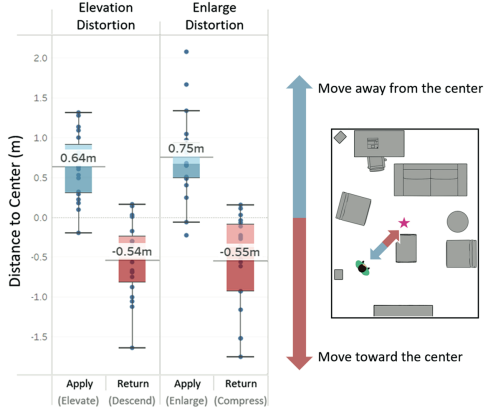 Elevation
Distortion
Enlarge
Distortion
Distance to Center (m)
2.0
1.5
1.0
0.5
0.0
-0.5
-1.0
-1.5
0.64m
-0.54m
0.75m
-0.55m
Apply
(Elevate)
Return
(Descend)
Apply
(Enlarge)
Return
(Compress)
Move away from the center
Move toward the center